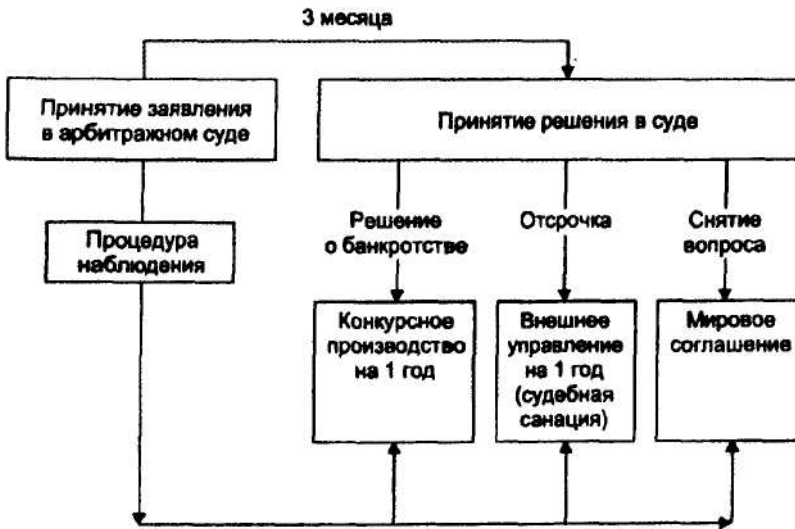 3 месяца
Принятие заявления
в арбитражном суде
Принятие решения в суде
Процедура
наблюдения
Решение
о банкротстве
Отсрочка
Снятие
вопроса
Конкурсное
производство
на 1 год
Внешнее
управление
на 1 год
(судебная
санация)
Мировое
соглашение